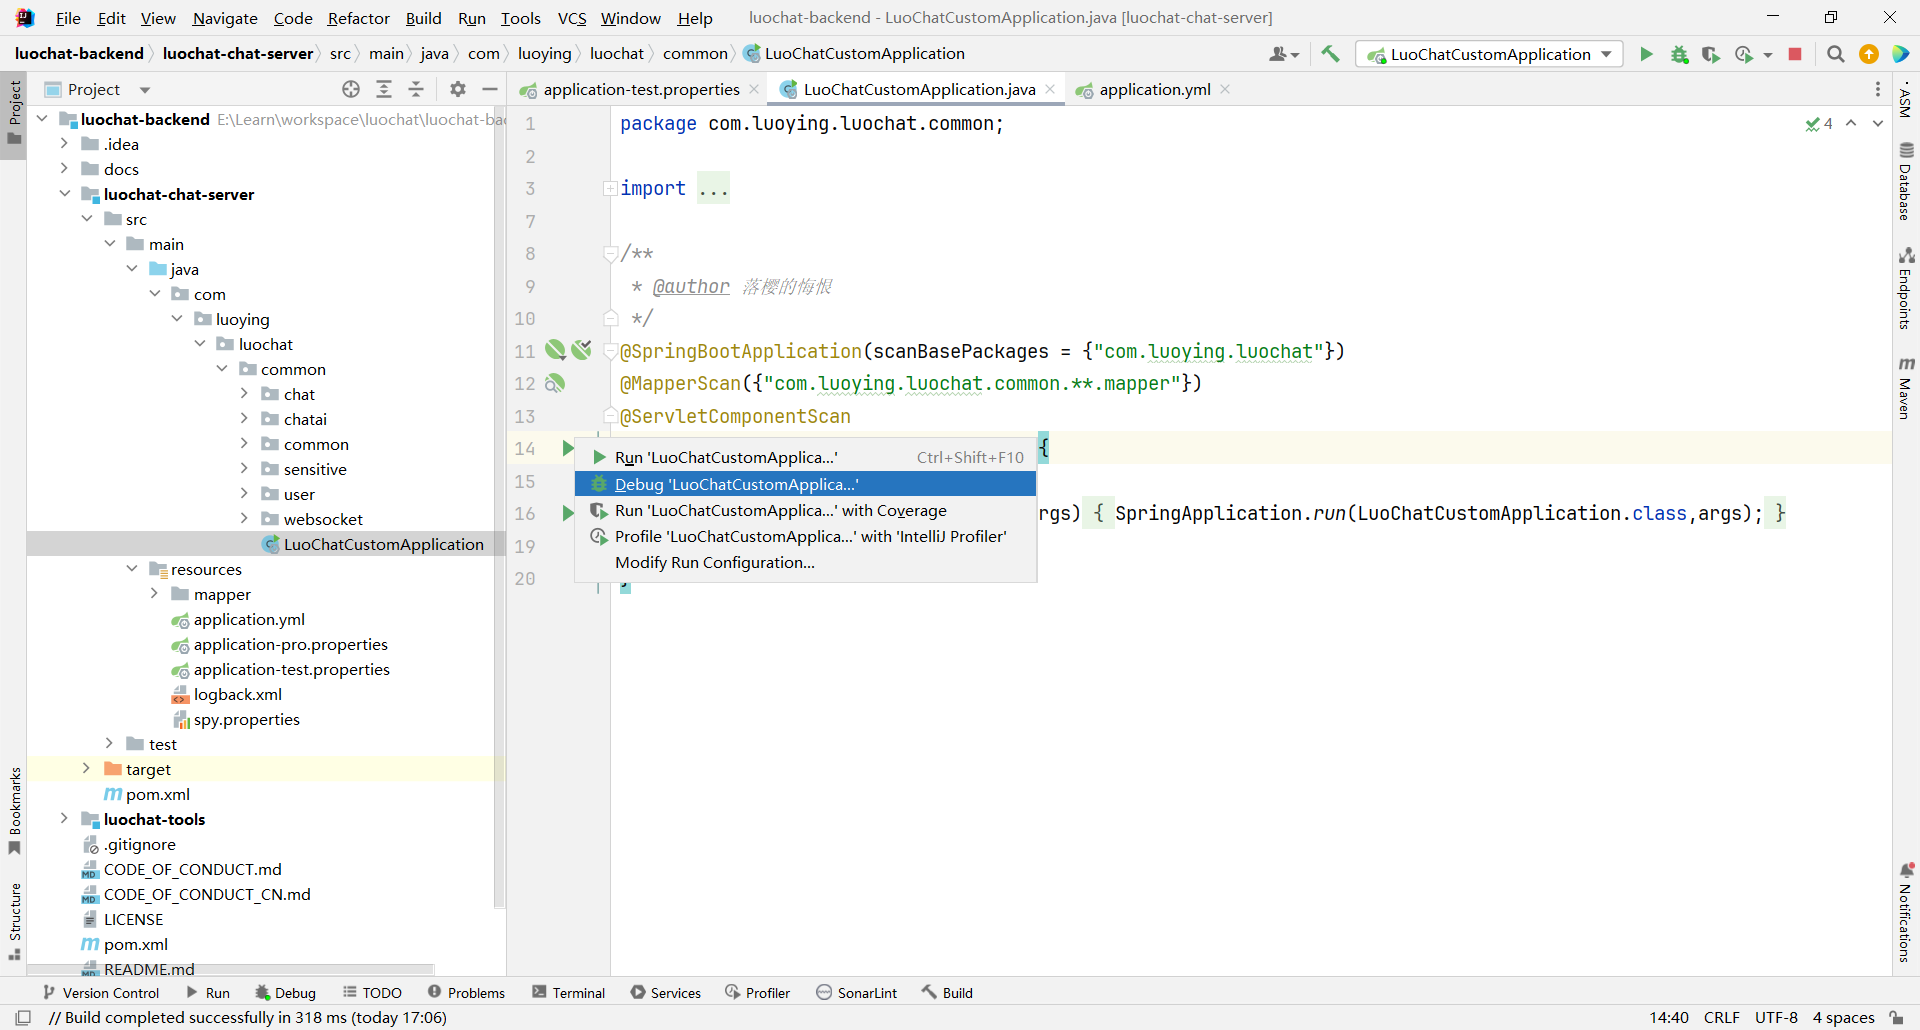 File Edit View Navigate Code Refactor Build Run Tools VCS Window Help luochat-backend - LuoChatCustomApplication.java [luochat-chat-server]
luochat-backend luochat-chat-server src main java com luoying luochat common LuoChatCustomApplication LuoChatCustomApplication
Project
Project
application-test.properties LuoChatCustomApplication.java application.yml
luochat-backend E:\Learn\workspace\luochat\luochat-bac
.idea
docs
luochat-chat-server
src
main
java
com
luoying
luochat
common
chat
chatai
common
sensitive
user
websocket
LuoChatCustomApplication
resources
mapper
application.yml
application-pro.properties
application-test.properties
logback.xml
spy.properties
test
target
pom.xml
luochat-tools
.gitignore
CODE_OF_CONDUCT.md
CODE_OF_CONDUCT_CN.md
LICENSE
pom.xml
README.md
Bookmarks
Structure
1 package com.luoying.luochat.common;
4
2
3 import ...
7
8 /**
9 * @author 落樱的悔恨
10 */
11 @SpringBootApplication(scanBasePackages = {"com.luoying.luochat"})
12 @MapperScan({"com.luoying.luochat.common.**.mapper"})
13 @ServletComponentScan
14 {
15
16 rgs) { SpringApplication.run(LuoChatCustomApplication.class,args); }
19
20 }
Run 'LuoChatCustomApplica...' Ctrl+Shift+F10
Debug 'LuoChatCustomApplica...'
Run 'LuoChatCustomApplica...' with Coverage
Profile 'LuoChatCustomApplica...' with 'IntelliJ Profiler'
Modify Run Configuration...
ASM
Database
Endpoints
Maven
Notifications
Version Control Run Debug TODO Problems Terminal Services Profiler SonarLint Build
// Build completed successfully in 318 ms (today 17:06) 14:40 CRLF UTF-8 4 spaces